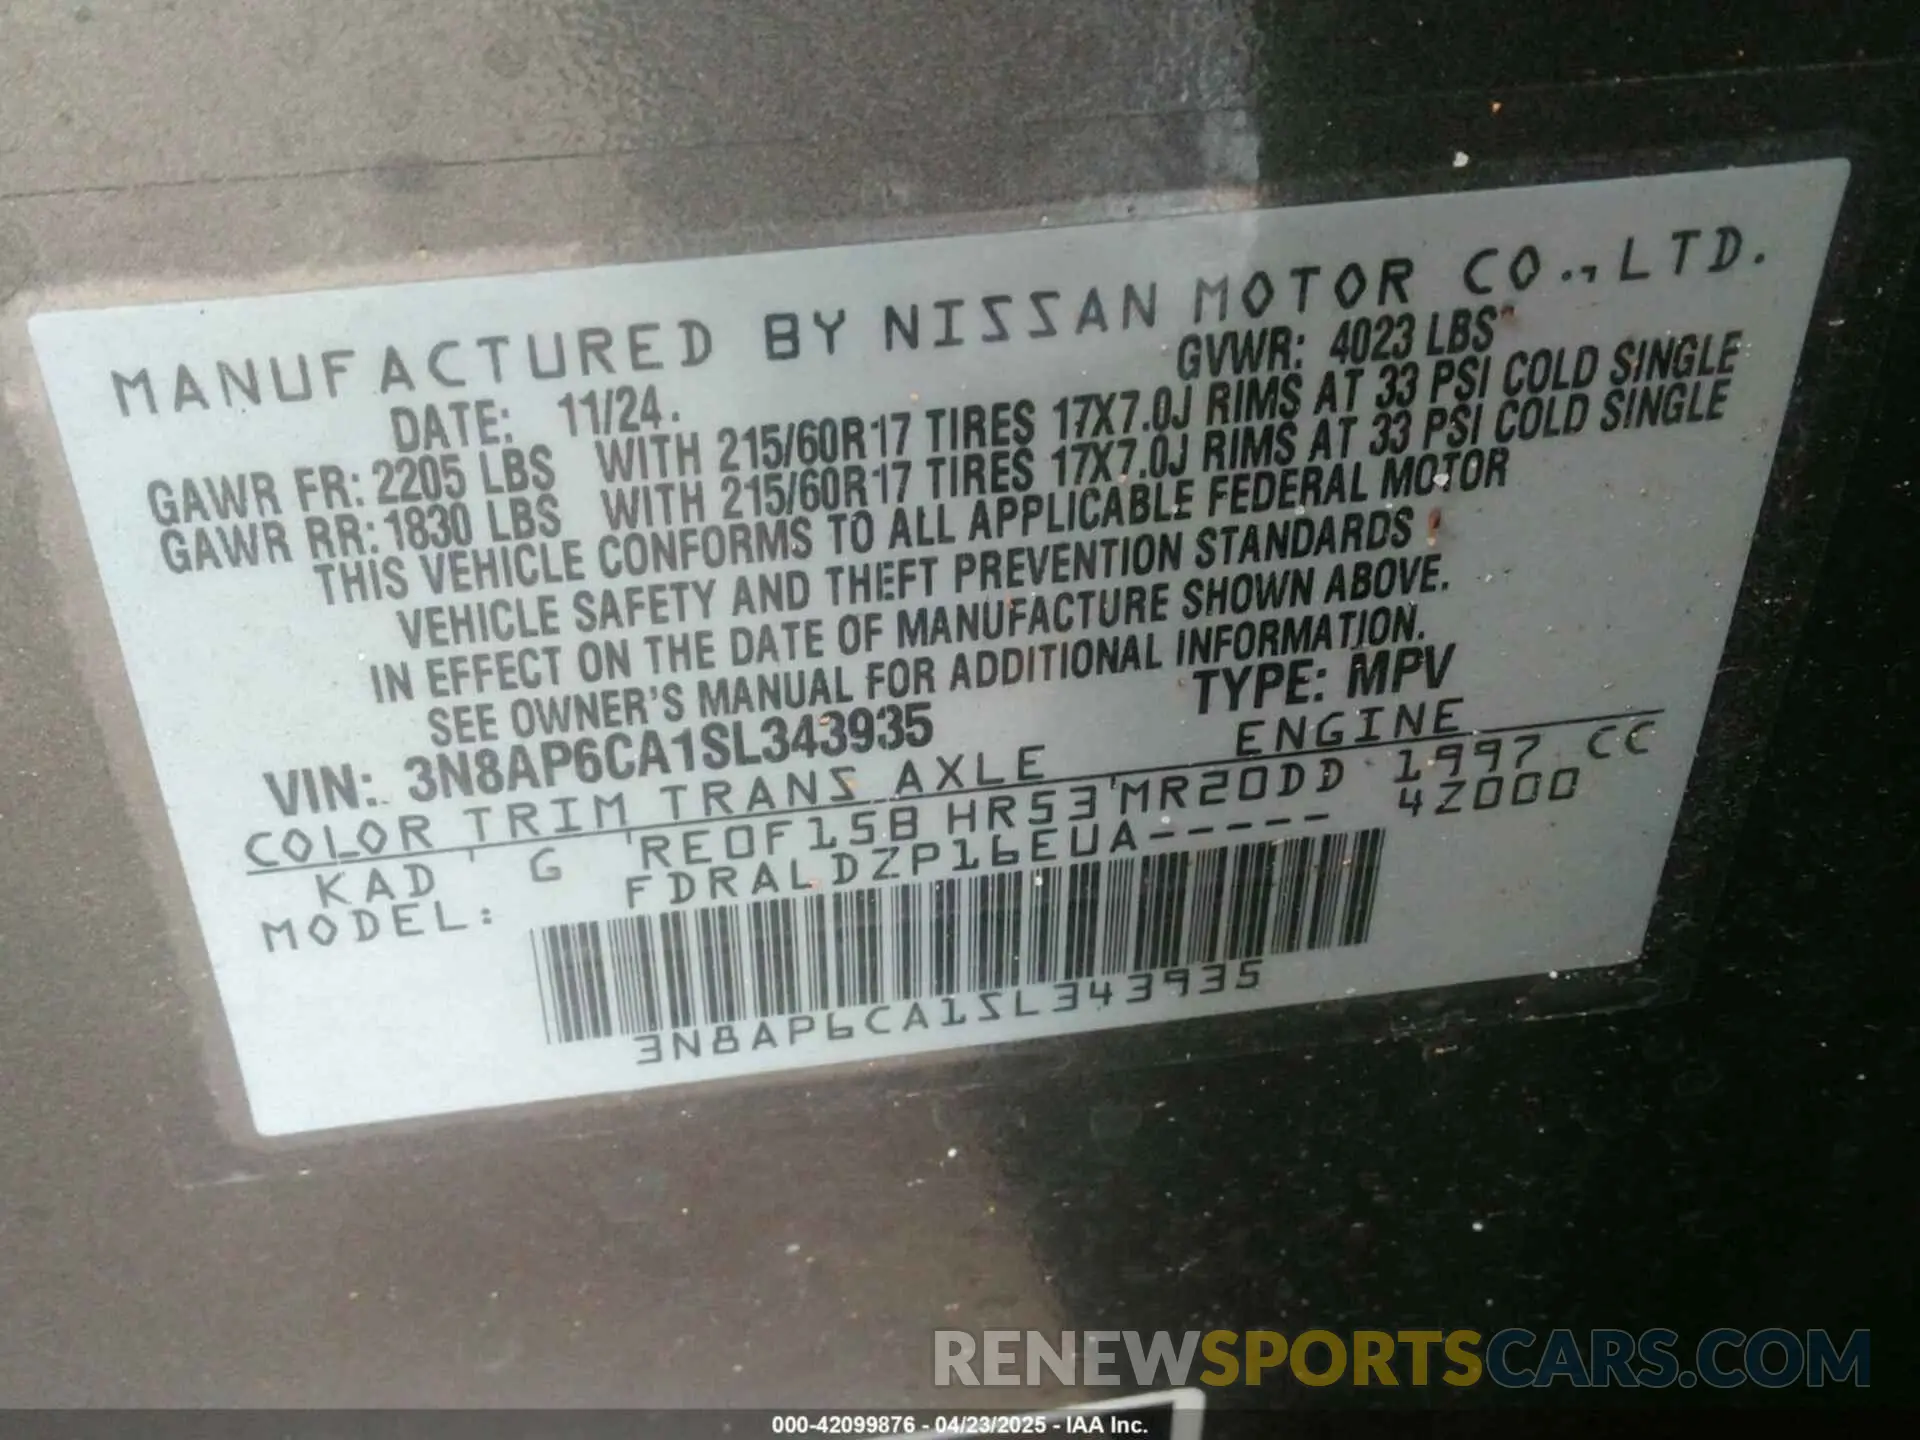 MANUFACTURED BY NISSAN MOTOR CO.,LTD.
DATE: 11/24. GVWR: 4023 LBS
GAWR FR: 2205 LBS WITH 215/60R17 TIRES 17X7.0J RIMS AT 33 PSI COLD SINGLE
GAWR RR: 1830 LBS WITH 215/60R17 TIRES 17X7.0J RIMS AT 33 PSI COLD SINGLE
THIS VEHICLE CONFORMS TO ALL APPLICABLE FEDERAL MOTOR
VEHICLE SAFETY AND THEFT PREVENTION STANDARDS
IN EFFECT ON THE DATE OF MANUFACTURE SHOWN ABOVE.
SEE OWNER'S MANUAL FOR ADDITIONAL INFORMATION.
VIN: 3N8AP6CA1SL343935 TYPE: MPV
COLOR TRIM TRANS AXLE ENGINE
KAD G RE0F15B HR53 MR20DD 1997 CC
MODEL: FDRALDZP16EUA----- 4Z000
3N8AP6CA1SL343935
RENEWSPORTSCARS.COM
000-42099876 - 04/23/2025 - IAA Inc.